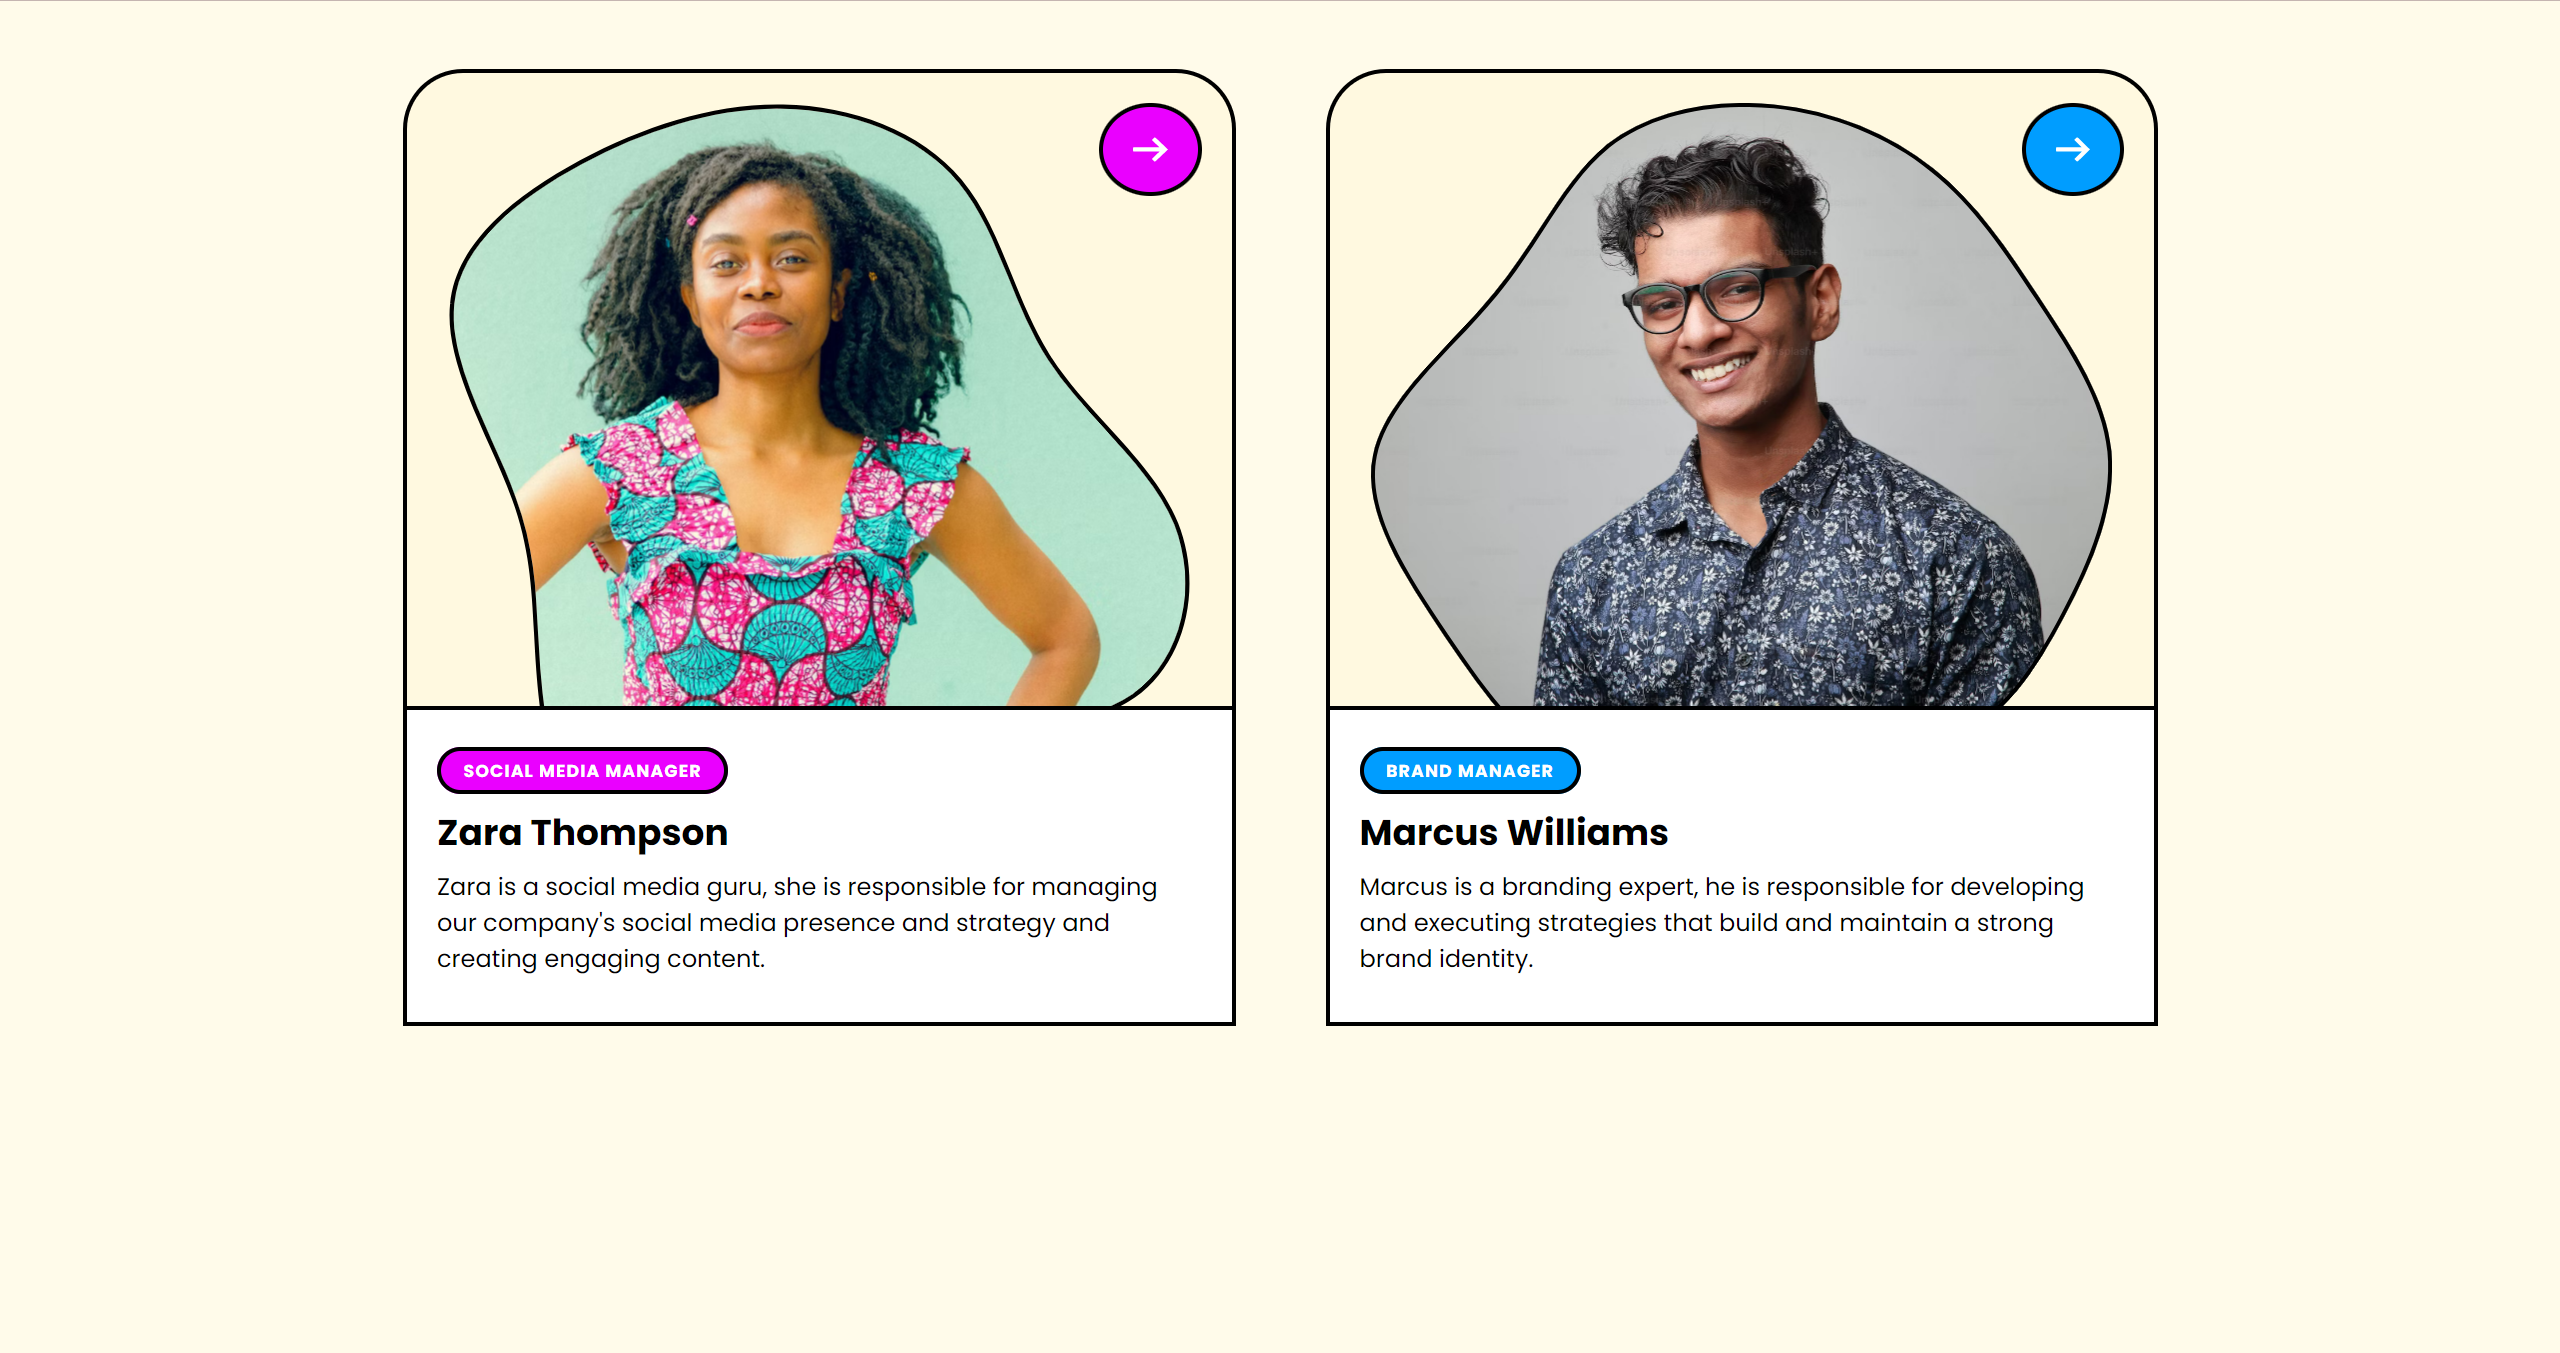 SOCIAL MEDIA MANAGER
Zara Thompson
Zara is a social media guru, she is responsible for managing
our company's social media presence and strategy and
creating engaging content.
BRAND MANAGER
Marcus Williams
Marcus is a branding expert, he is responsible for developing
and executing strategies that build and maintain a strong
brand identity.